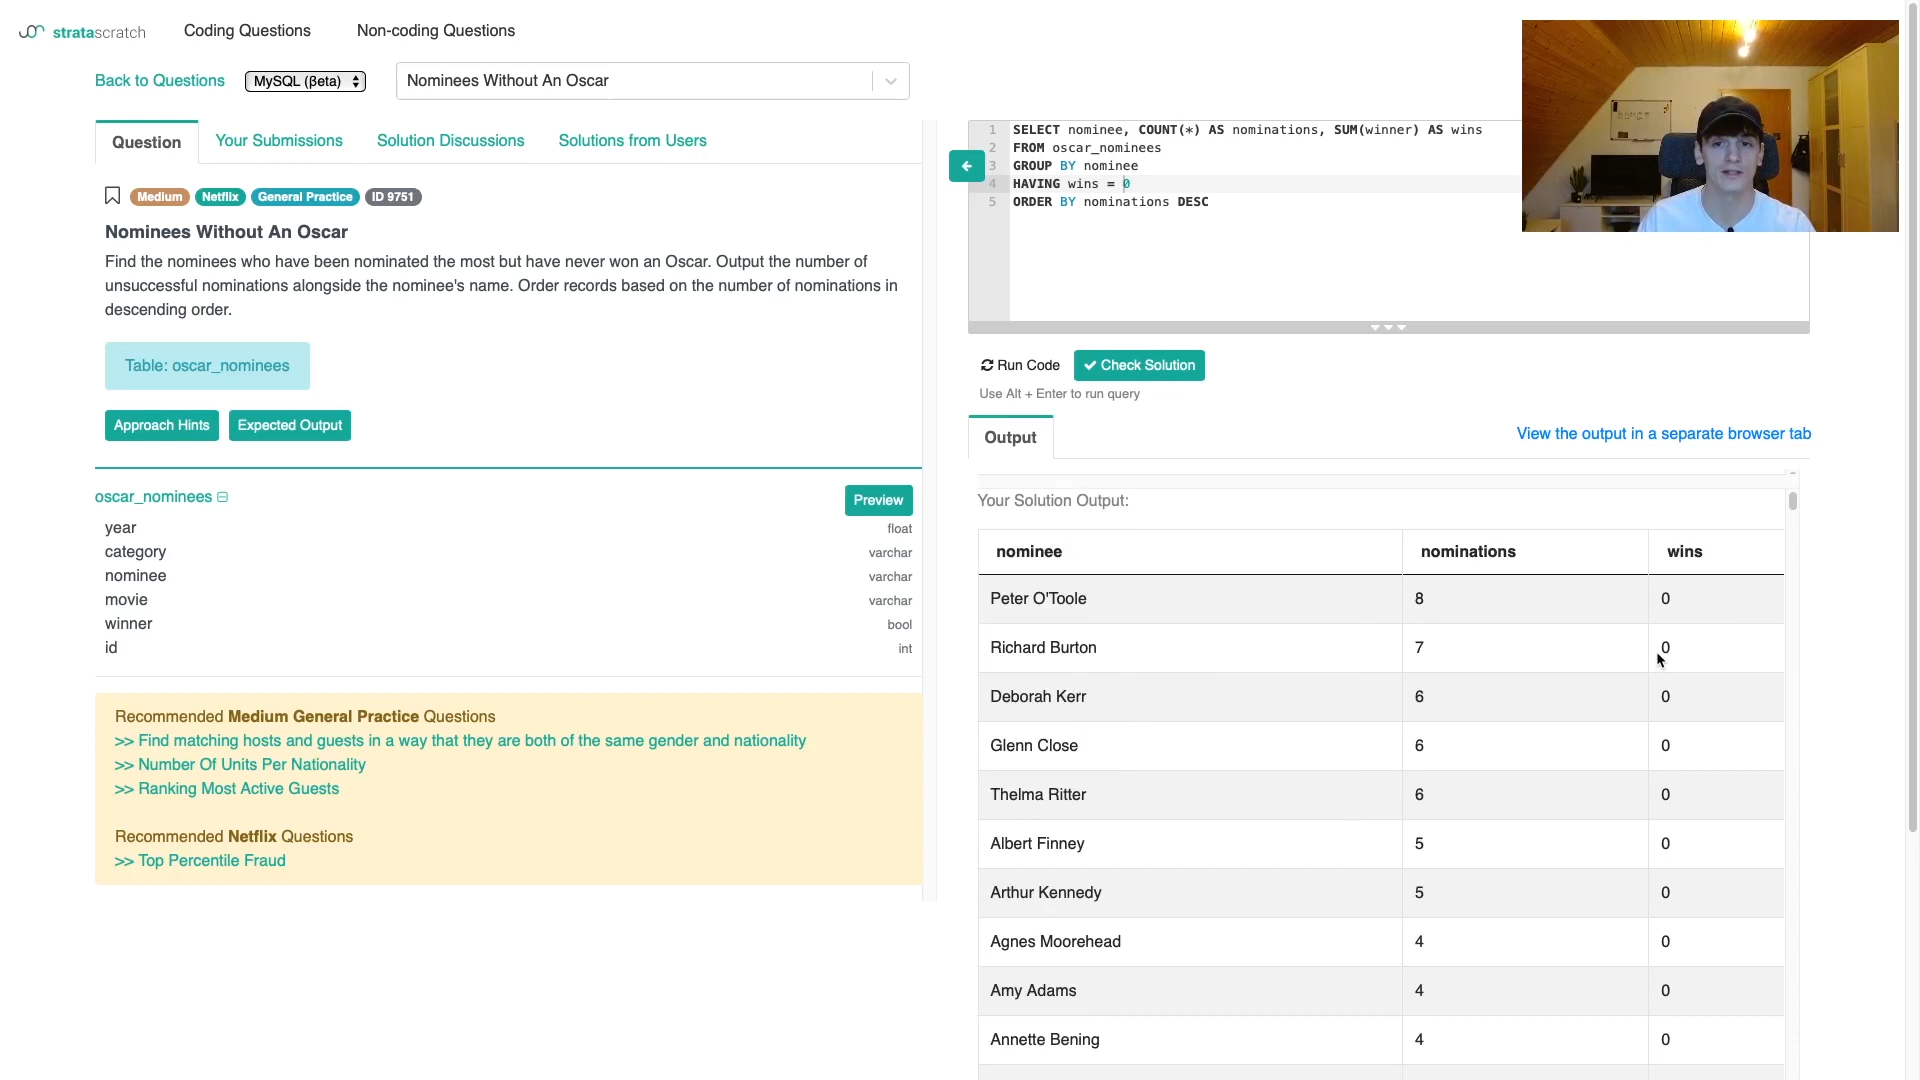 stratascratch
Coding Questions
Non-coding Questions
Back to Questions
MySQL (βeta)
Nominees Without An Oscar
Question
Your Submissions
Solution Discussions
Solutions from Users
Medium
Netflix
General Practice
ID 9751
Nominees Without An Oscar
Find the nominees who have been nominated the most but have never won an Oscar. Output the number of
unsuccessful nominations alongside the nominee's name. Order records based on the number of nominations in
descending order.
Table: oscar_nominees
Approach Hints
Expected Output
oscar_nominees
Preview
year float
category varchar
nominee varchar
movie varchar
winner bool
id int
Recommended Medium General Practice Questions
>> Find matching hosts and guests in a way that they are both of the same gender and nationality
>> Number Of Units Per Nationality
>> Ranking Most Active Guests
Recommended Netflix Questions
>> Top Percentile Fraud
1 SELECT nominee, COUNT(*) AS nominations, SUM(winner) AS wins
2 FROM oscar_nominees
3 GROUP BY nominee
4 HAVING wins = 0
5 ORDER BY nominations DESC
Run Code
Check Solution
Use Alt + Enter to run query
Output
View the output in a separate browser tab
Your Solution Output:
nominee nominations wins
Peter O'Toole 8 0
Richard Burton 7 0
Deborah Kerr 6 0
Glenn Close 6 0
Thelma Ritter 6 0
Albert Finney 5 0
Arthur Kennedy 5 0
Agnes Moorehead 4 0
Amy Adams 4 0
Annette Bening 4 0